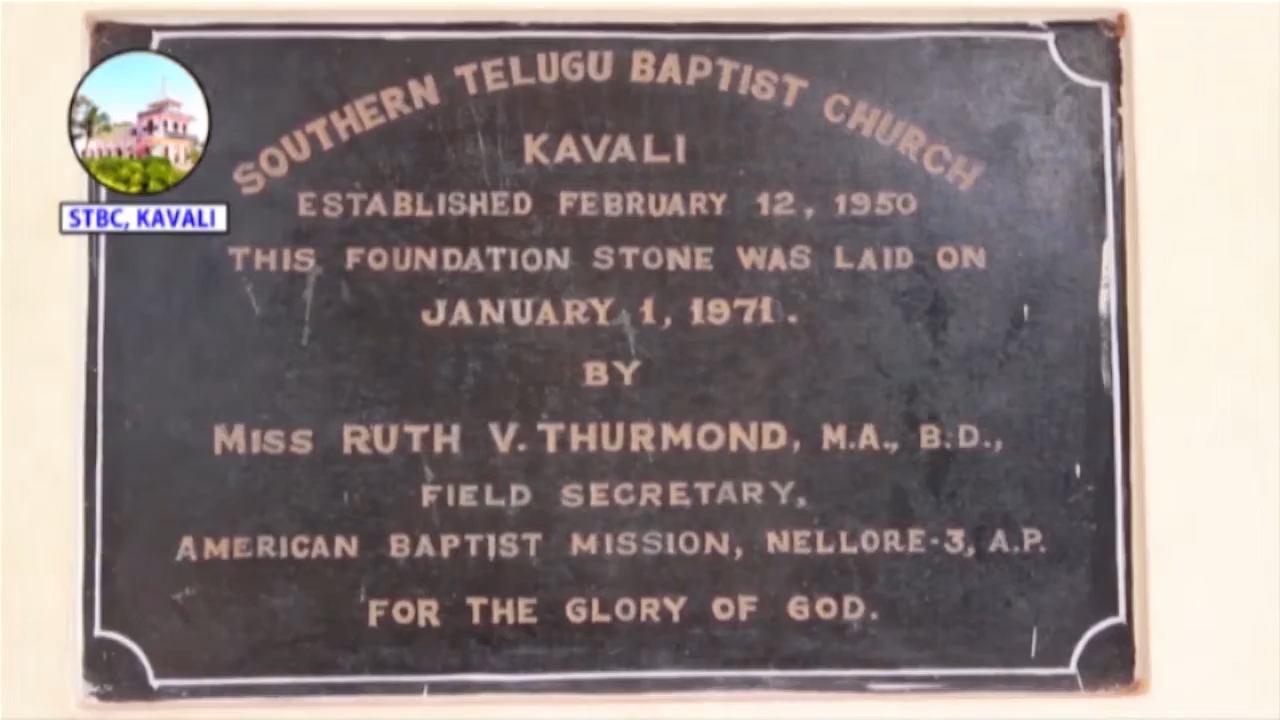 SOUTHERN TELUGU BAPTIST CHURCH
KAVALI
ESTABLISHED FEBRUARY 12, 1950
THIS FOUNDATION STONE WAS LAID ON
JANUARY 1, 1971.
BY
MISS RUTH V. THURMOND, M.A., B.D.,
FIELD SECRETARY,
AMERICAN BAPTIST MISSION, NELLORE-3, A.P.
FOR THE GLORY OF GOD.
STBC, KAVALI